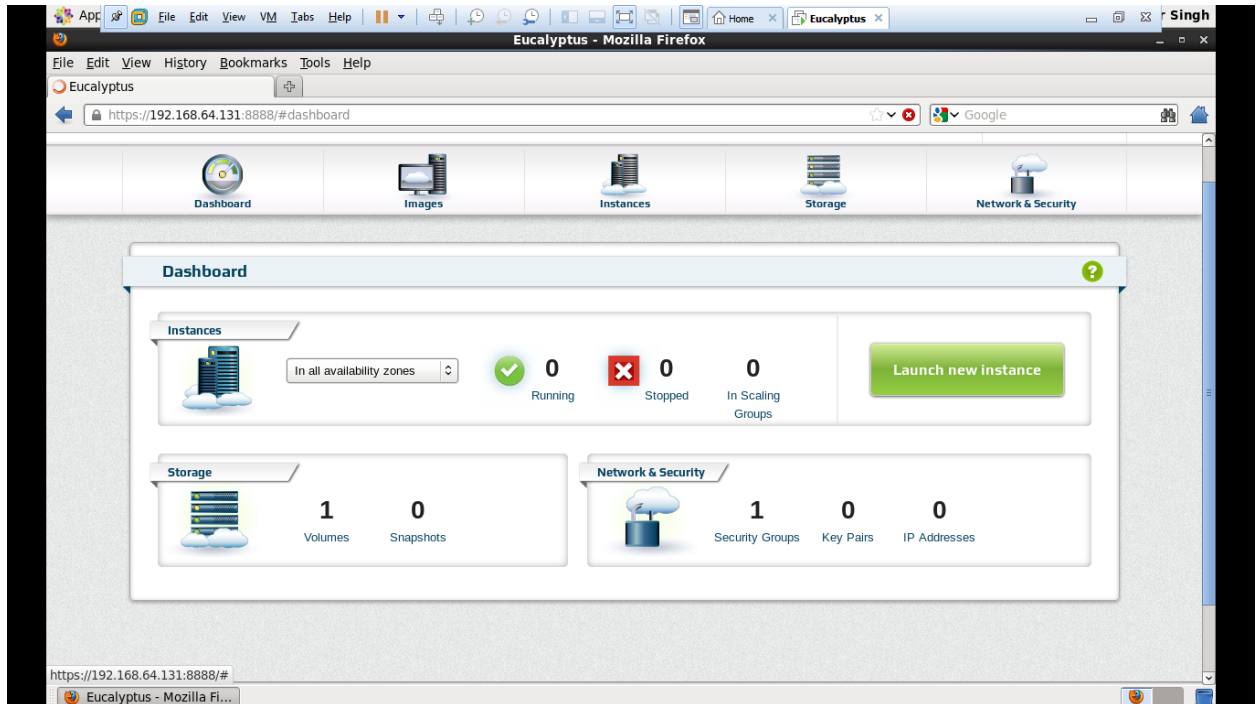 App File Edit View VM Tabs Help Home × Eucalyptus × r Singh
Eucalyptus - Mozilla Firefox
File Edit View History Bookmarks Tools Help
Eucalyptus
https://192.168.64.131:8888/#dashboard Google
Dashboard Images Instances Storage Network & Security
Dashboard ?
Instances
In all availability zones 0 0 0 Launch new instance
Running Stopped In Scaling
Groups
Storage Network & Security
1 0 1 0 0
Volumes Snapshots Security Groups Key Pairs IP Addresses
https://192.168.64.131:8888/#
Eucalyptus - Mozilla Fi...